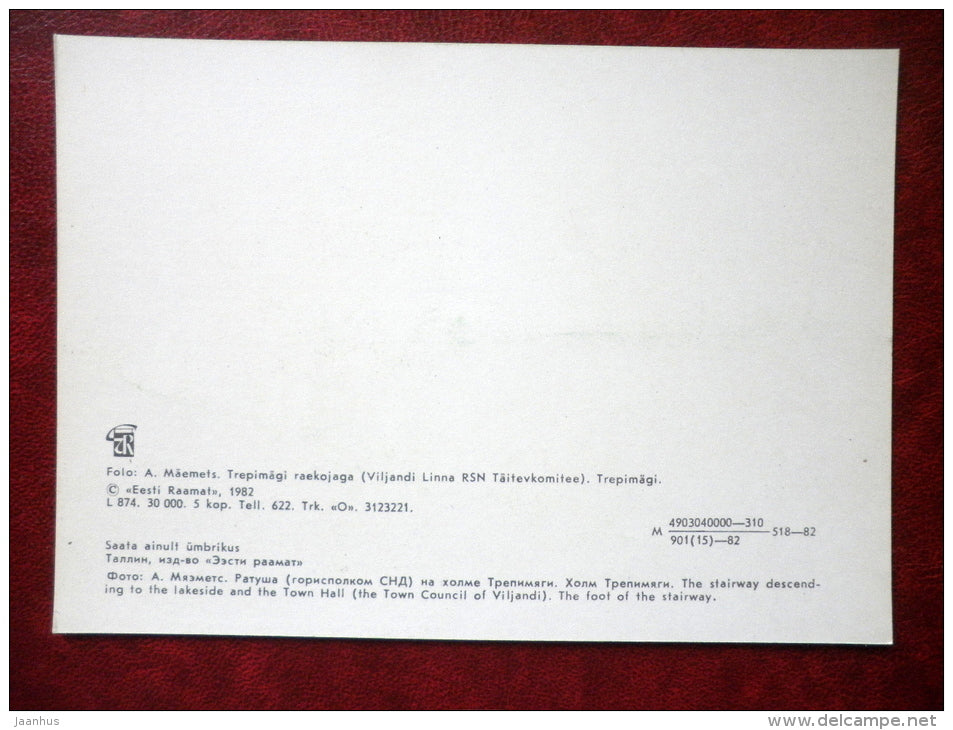 Foto: A. Mäemets. Trepimägi raekojaga (Viljandi Linna RSN Täitevkomitee). Trepimägi.
© «Eesti Raamat», 1982
L 874. 30 000. 5 kop. Tell. 622. Trk. «O». 3123221.
М 4903040000—310
901(15)—82 518—82
Saata ainult ümbrikus
Таллин, изд-во «Ээсти раамат»
Фото: А. Мяэметс. Ратуша (горисполком СНД) на холме Трепимяги. Холм Трепимяги. The stairway descend-
ing to the lakeside and the Town Hall (the Town Council of Viljandi). The foot of the stairway.
jaanhus
www.delcampe.net